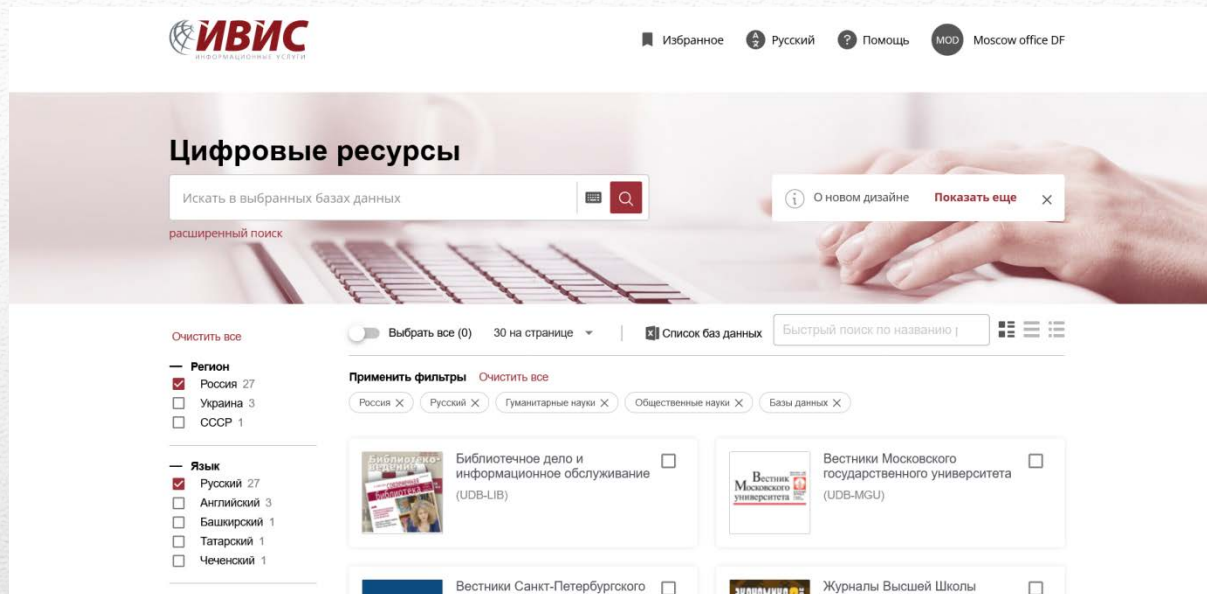 ИВИС
ИНФОРМАЦИОННЫЕ УСЛУГИ
Избранное
Русский
? Помощь
MOD
Moscow office DF
Цифровые ресурсы
Искать в выбранных базах данных
расширенный поиск
i О новом дизайне Показать еще
Очистить все
Выбрать все (0)
30 на странице
Список баз данных
Быстрый поиск по названию
— Регион
Россия 27
Украина 3
СССР 1
— Язык
Русский 27
Английский 3
Башкирский 1
Татарский 1
Чеченский 1
Применить фильтры Очистить все
Россия X Русский X Гуманитарные науки X Общественные науки X Базы данных X
Библиотека
Библиотечное дело и
информационное обслуживание
(UDB-LIB)
Вестник
Московского
университета
Вестники Московского
государственного университета
(UDB-MGU)
Вестники Санкт-Петербургского
Журналы Высшей Школы